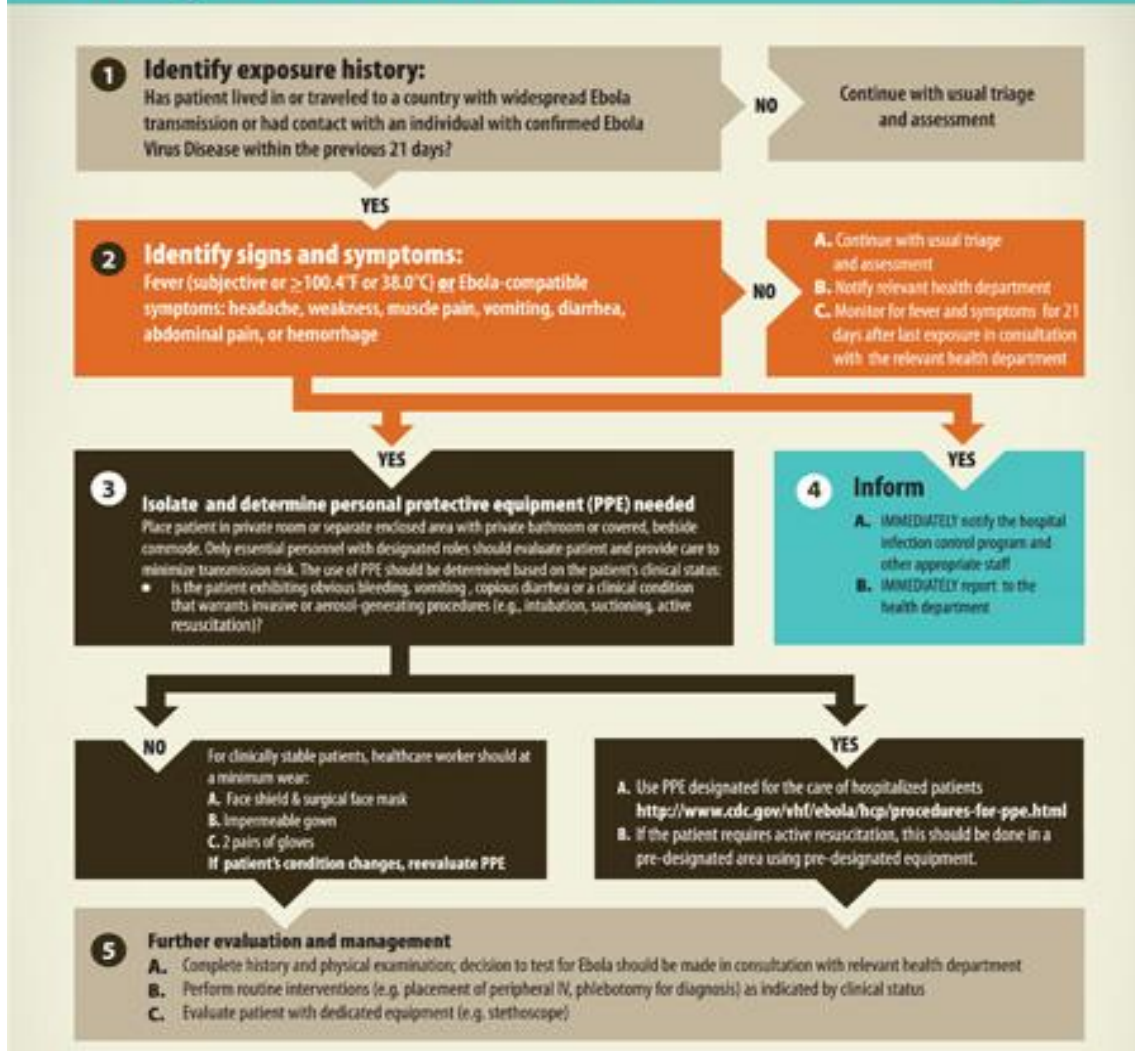 1 Identify exposure history:
Has patient lived in or traveled to a country with widespread Ebola
transmission or had contact with an individual with confirmed Ebola
Virus Disease within the previous 21 days?
NO
Continue with usual triage
and assessment
YES
2 Identify signs and symptoms:
Fever (subjective or ≥100.4°F or 38.0°C) or Ebola-compatible
symptoms: headache, weakness, muscle pain, vomiting, diarrhea,
abdominal pain, or hemorrhage
NO
A. Continue with usual triage
and assessment
B. Notify relevant health department
C. Monitor for fever and symptoms for 21
days after last exposure in consultation
with the relevant health department
YES
3 Isolate and determine personal protective equipment (PPE) needed
Place patient in private room or separate enclosed area with private bathroom or covered, bedside
commode. Only essential personnel with designated roles should evaluate patient and provide care to
minimize transmission risk. The use of PPE should be determined based on the patient's clinical status:
• Is the patient exhibiting obvious bleeding, vomiting , copious diarrhea or a clinical condition
that warrants invasive or aerosol-generating procedures (e.g., intubation, suctioning, active
resuscitation)?
YES
4 Inform
A. IMMEDIATELY notify the hospital
infection control program and
other appropriate staff
B. IMMEDIATELY report to the
health department
NO
For clinically stable patients, healthcare worker should at
a minimum wear:
A. Face shield & surgical face mask
B. Impermeable gown
C. 2 pairs of gloves
If patient's condition changes, reevaluate PPE
YES
A. Use PPE designated for the care of hospitalized patients
http://www.cdc.gov/vhf/ebola/hcp/procedures-for-ppe.html
B. If the patient requires active resuscitation, this should be done in a
pre-designated area using pre-designated equipment.
5 Further evaluation and management
A. Complete history and physical examination; decision to test for Ebola should be made in consultation with relevant health department
B. Perform routine interventions (e.g. placement of peripheral IV, phlebotomy for diagnosis) as indicated by clinical status
C. Evaluate patient with dedicated equipment (e.g. stethoscope)